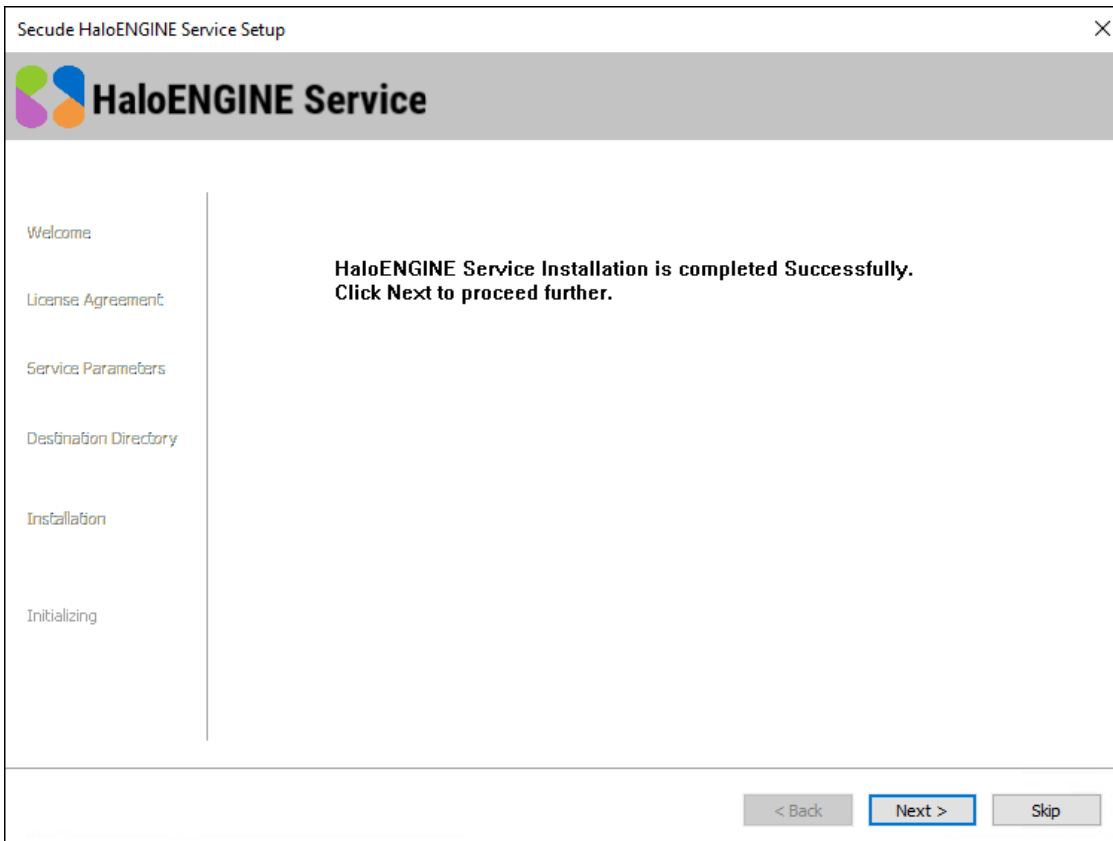 Secude HaloENGINE Service Setup
HaloENGINE Service
Welcome
License Agreement
Service Parameters
Destination Directory
Installation
Initializing
HaloENGINE Service Installation is completed Successfully.
Click Next to proceed further.
< Back
Next >
Skip